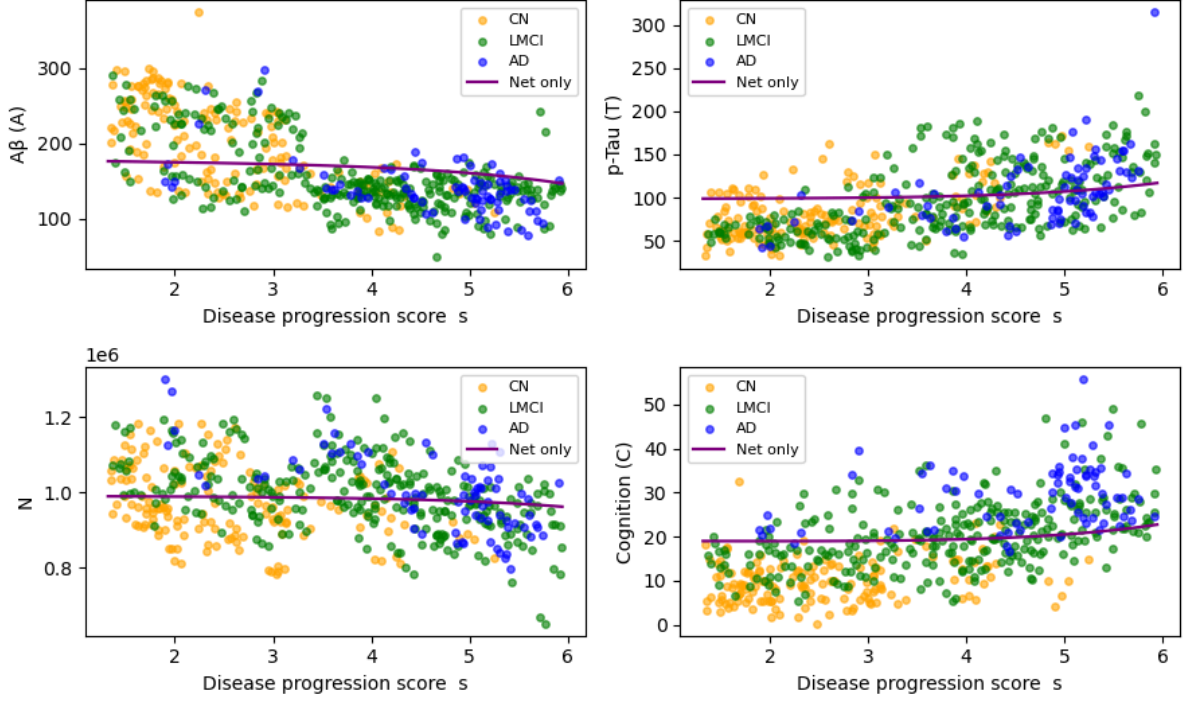 Aβ (A)
300
200
100
CN
LMCI
AD
Net only
2 3 4 5 6
Disease progression score s
p-Tau (T)
300
250
200
150
100
50
CN
LMCI
AD
Net only
2 3 4 5 6
Disease progression score s
1e6
N
1.2
1.0
0.8
CN
LMCI
AD
Net only
2 3 4 5 6
Disease progression score s
Cognition (C)
50
40
30
20
10
0
CN
LMCI
AD
Net only
2 3 4 5 6
Disease progression score s